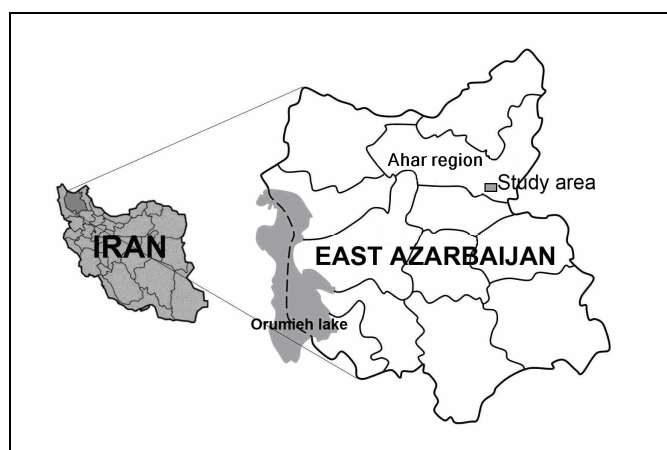 Ahar region
Study area
IRAN
EAST AZARBAIJAN
Orumieh lake